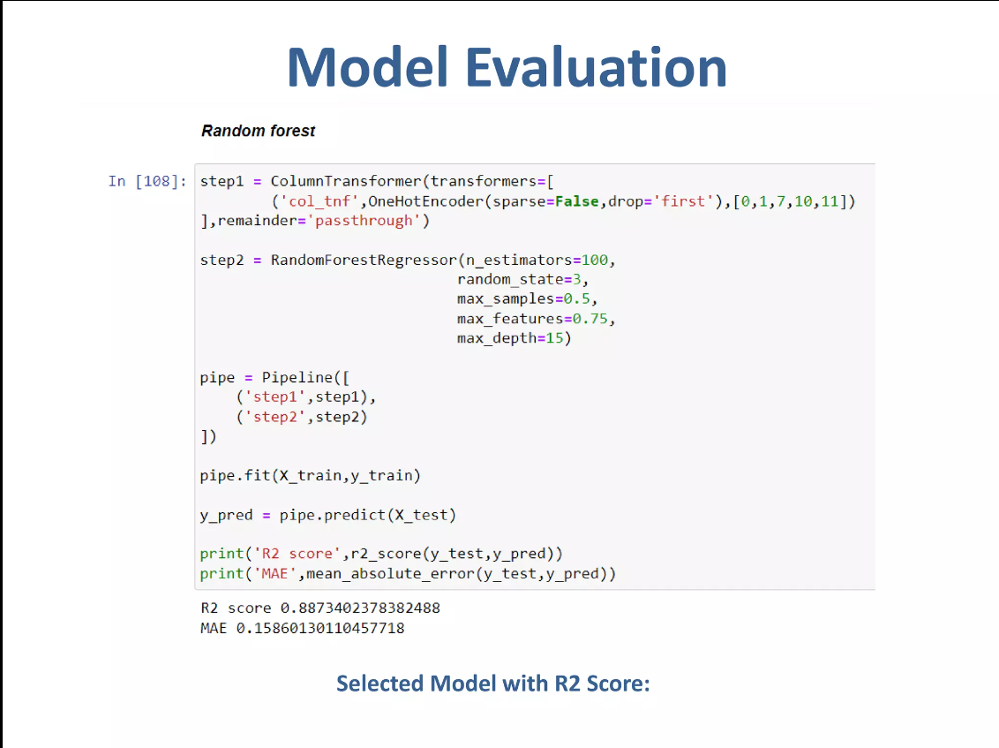 Model Evaluation
Random forest
In [108]: step1 = ColumnTransformer(transformers=[
('col_tnf',OneHotEncoder(sparse=False,drop='first'),[0,1,7,10,11])
],remainder='passthrough')
step2 = RandomForestRegressor(n_estimators=100,
random_state=3,
max_samples=0.5,
max_features=0.75,
max_depth=15)
pipe = Pipeline([
('step1',step1),
('step2',step2)
])
pipe.fit(X_train,y_train)
y_pred = pipe.predict(X_test)
print('R2 score',r2_score(y_test,y_pred))
print('MAE',mean_absolute_error(y_test,y_pred))
R2 score 0.8873402378382488
MAE 0.15860130110457718
Selected Model with R2 Score: